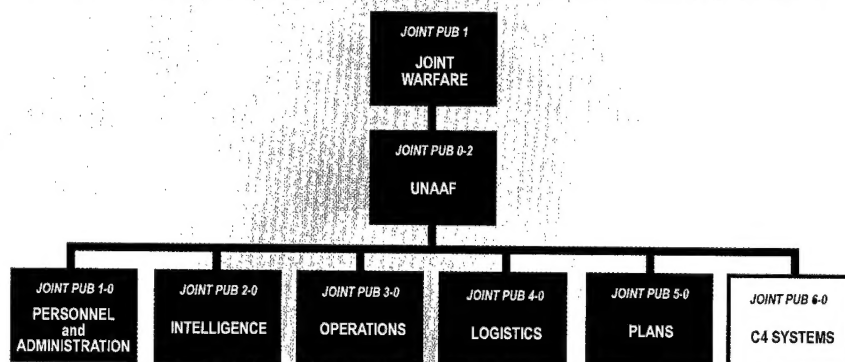 JOINT PUB 1
JOINT
WARFARE
JOINT PUB 0-2
UNAAF
JOINT PUB 1-0
PERSONNEL
and
ADMINISTRATION
JOINT PUB 2-0
INTELLIGENCE
JOINT PUB 3-0
OPERATIONS
JOINT PUB 4-0
LOGISTICS
JOINT PUB 5-0
PLANS
JOINT PUB 6-0
C4 SYSTEMS